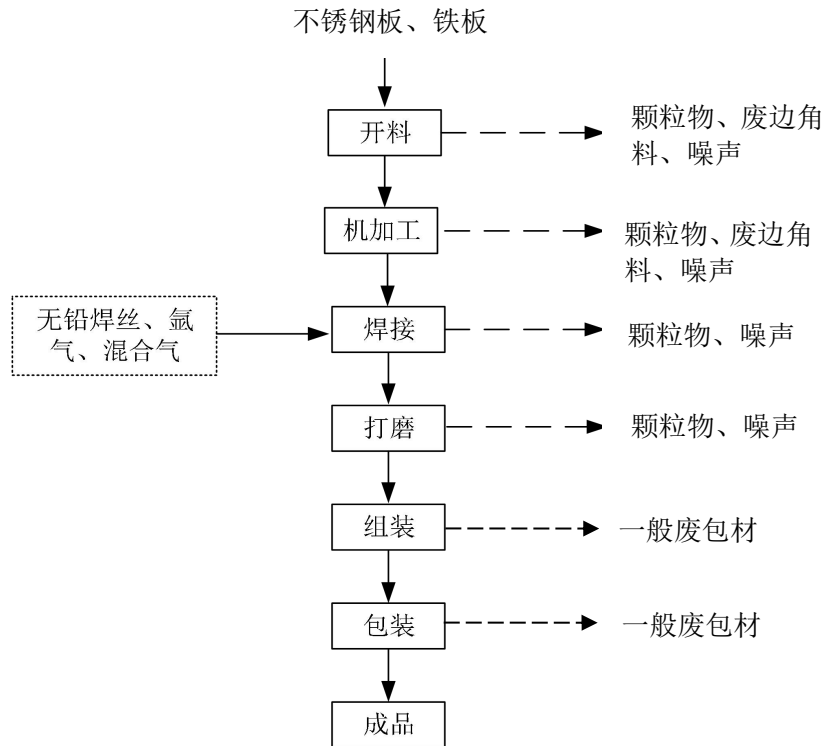 不锈钢板、铁板
开料
颗粒物、废边角
料、噪声
机加工
颗粒物、废边角
料、噪声
无铅焊丝、氩
气、混合气
焊接
颗粒物、噪声
打磨
颗粒物、噪声
组装
一般废包材
包装
一般废包材
成品